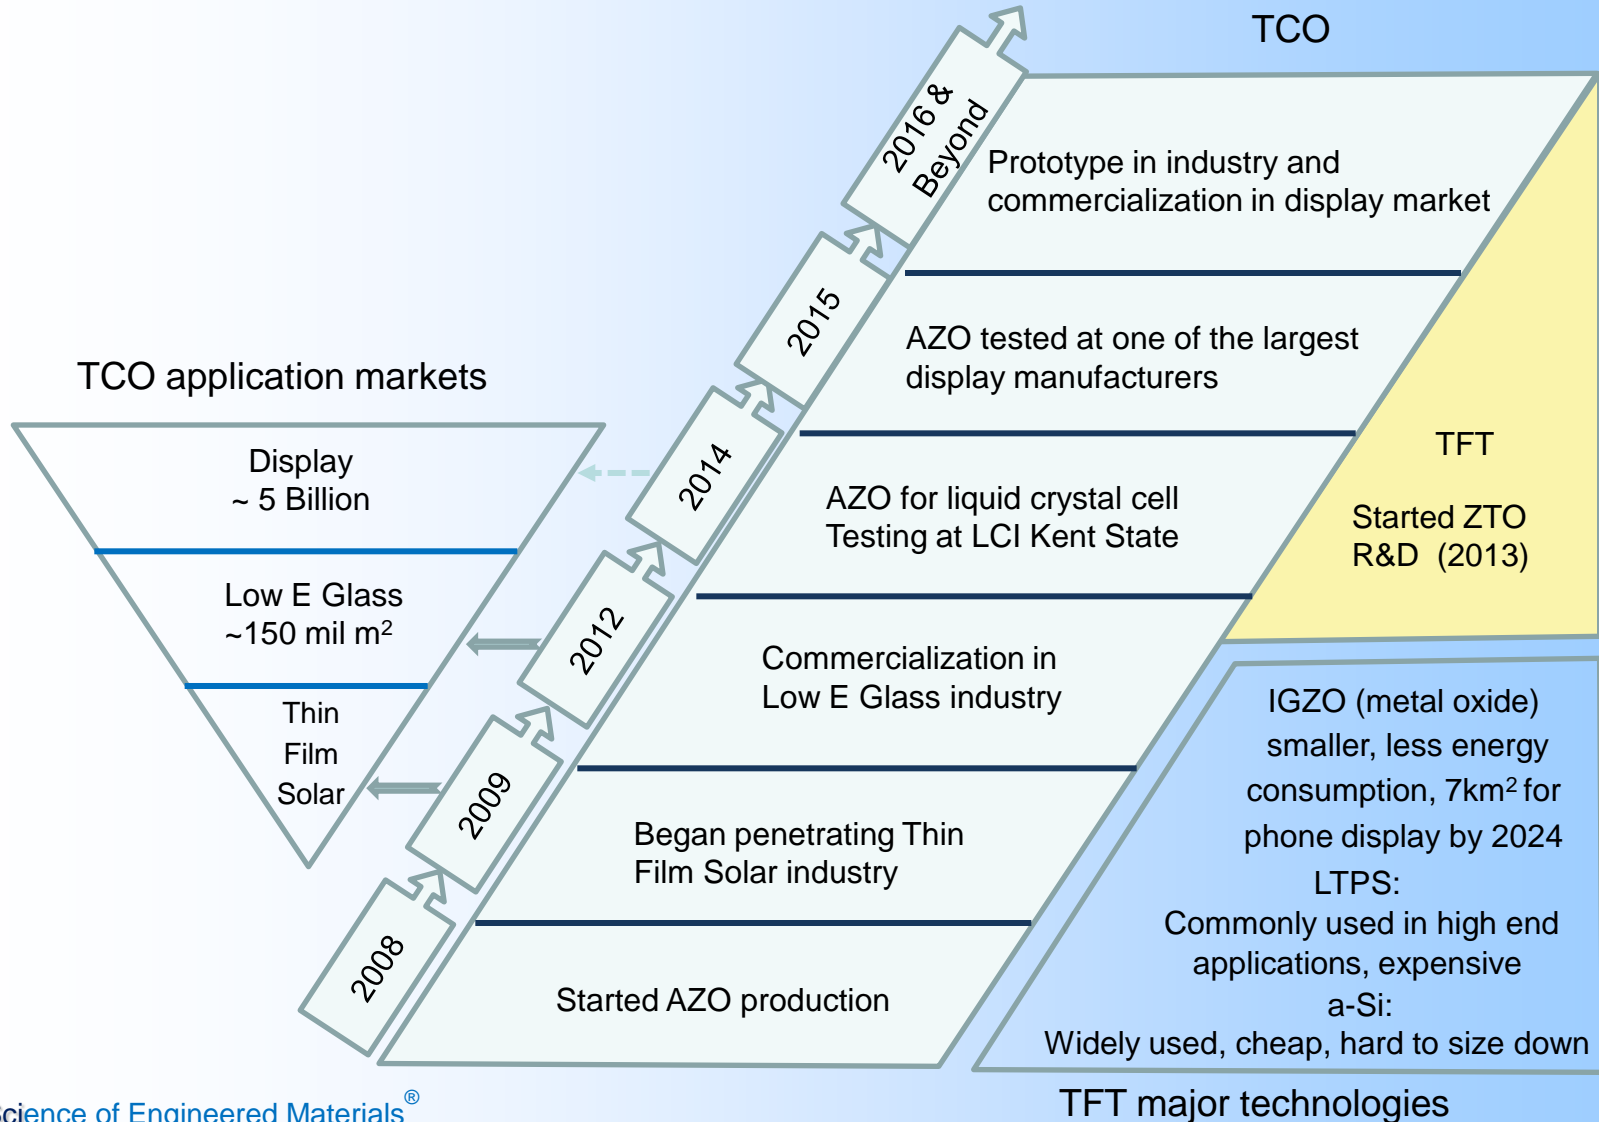 TCO
2016 &
Beyond
Prototype in industry and
commercialization in display market
2015
AZO tested at one of the largest
display manufacturers
TCO application markets
Display
~ 5 Billion
2014
AZO for liquid crystal cell
Testing at LCI Kent State
TFT
Started ZTO
R&D (2013)
Low E Glass
~150 mil m²
2012
Commercialization in
Low E Glass industry
Thin
Film
Solar
2009
Began penetrating Thin
Film Solar industry
2008
Started AZO production
IGZO (metal oxide)
smaller, less energy
consumption, 7km² for
phone display by 2024
LTPS:
Commonly used in high end
applications, expensive
a-Si:
Widely used, cheap, hard to size down
TFT major technologies
Science of Engineered Materials®